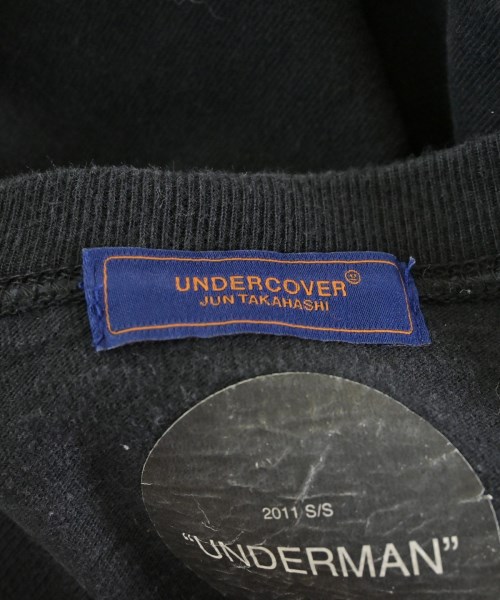 UNDERCOVER
JUN TAKAHASHI
2011 S/S
“UNDERMAN”